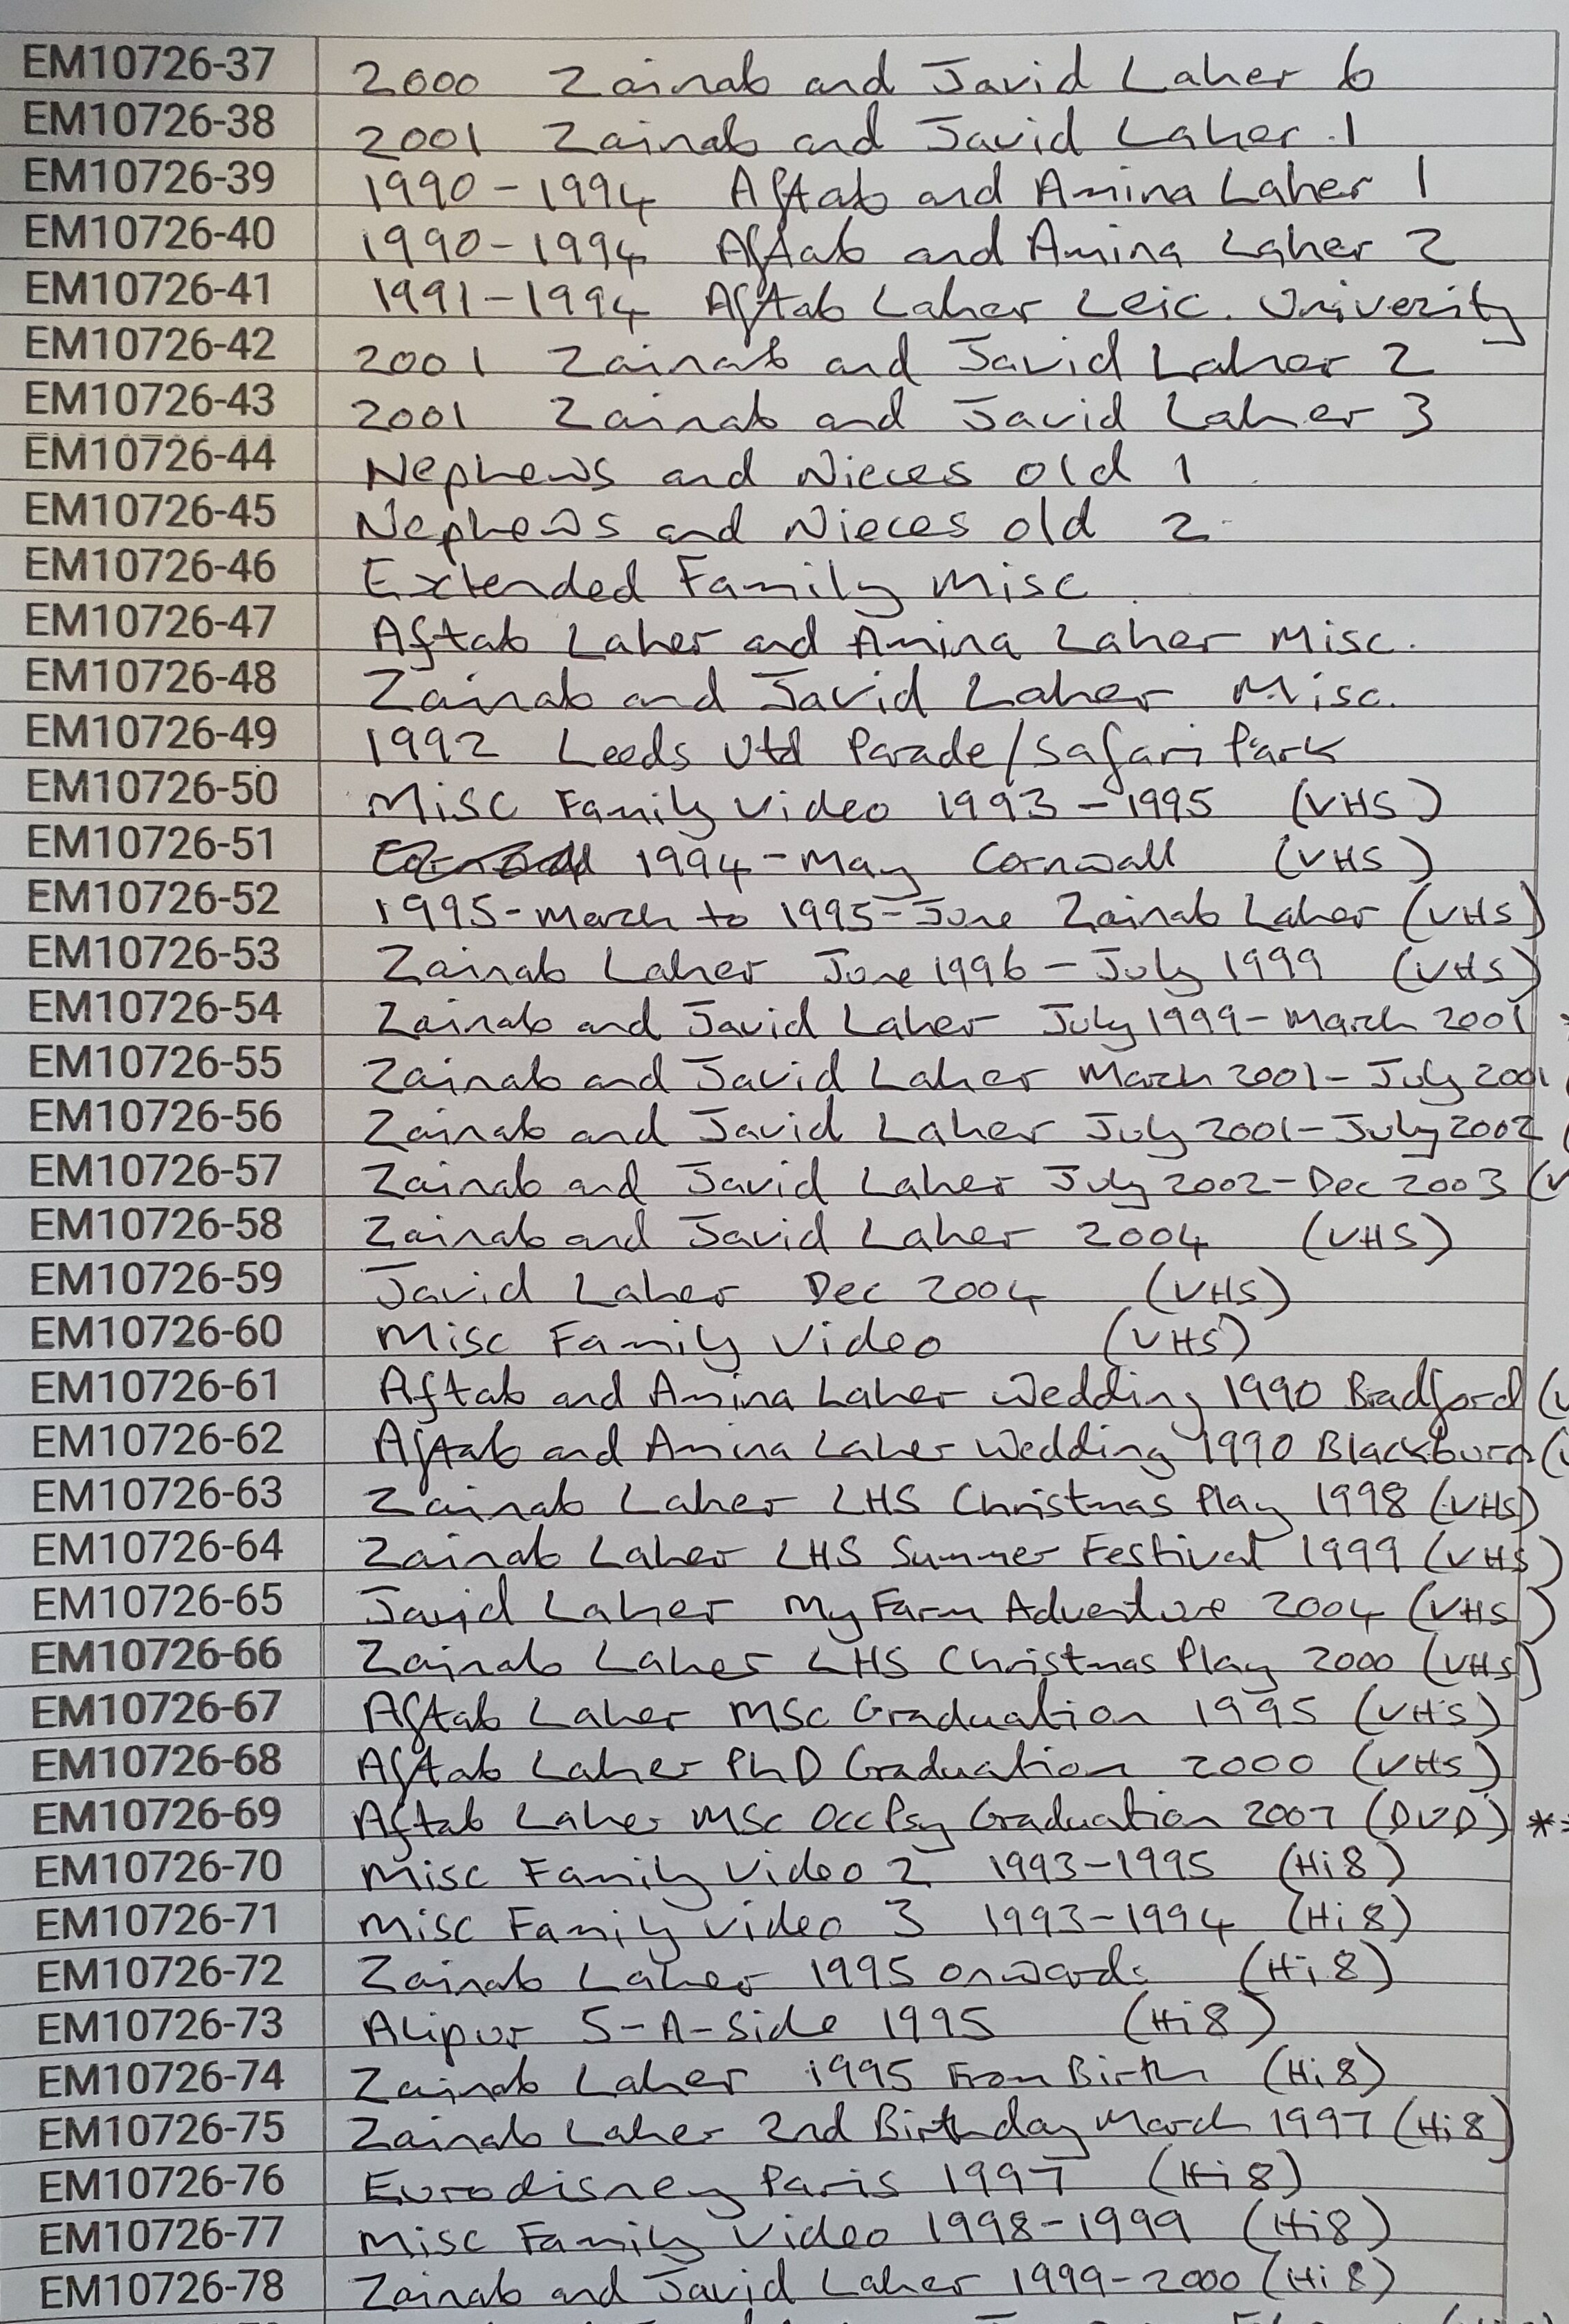 EM10726-37 2000 Zainab and Javid Laher 6
EM10726-38 2001 Zainab and Javid Laher 1
EM10726-39 1990-1994 Aftab and Amina Laher 1
EM10726-40 1990-1994 Aftab and Amina Laher 2
EM10726-41 1991-1994 Aftab Laher Leic. Univerity
EM10726-42 2001 Zainab and Javid Laher 2
EM10726-43 2001 Zainab and Javid Laher 3
EM10726-44 Nephews and Nieces old 1
EM10726-45 Nephews and Nieces old 2
EM10726-46 Extended Family Misc
EM10726-47 Aftab Laher and Amina Laher Misc.
EM10726-48 Zainab and Javid Laher Misc.
EM10726-49 1992 Leeds Utd Parade/Safari Park
EM10726-50 Misc Family Video 1993-1995 (VHS)
EM10726-51 1994-May Cornwall (VHS)
EM10726-52 1995-March to 1995-June Zainab Laher (VHS)
EM10726-53 Zainab Laher June 1996 - July 1999 (VHS)
EM10726-54 Zainab and Javid Laher July 1999-March 2001
EM10726-55 Zainab and Javid Laher March 2001-July 2001
EM10726-56 Zainab and Javid Laher July 2001-July 2002
EM10726-57 Zainab and Javid Laher July 2002-Dec 2003 (V
EM10726-58 Zainab and Javid Laher 2004 (VHS)
EM10726-59 Javid Laher Dec 2004 (VHS)
EM10726-60 Misc Family Video (VHS)
EM10726-61 Aftab and Amina Laher Wedding 1990 Bradford (V
EM10726-62 Aftab and Amina Laher Wedding 1990 Blackburn (V
EM10726-63 Zainab Laher LHS Christmas Play 1998 (VHS)
EM10726-64 Zainab Laher LHS Summer Festival 1999 (VHS)
EM10726-65 Javid Laher My Farm Adventure 2004 (VHS)
EM10726-66 Zainab Laher LHS Christmas Play 2000 (VHS)
EM10726-67 Aftab Laher MSc Graduation 1995 (VHS)
EM10726-68 Aftab Laher PhD Graduation 2000 (VHS)
EM10726-69 Aftab Laher MSc Occ Psy Graduation 2007 (DVD) **
EM10726-70 Misc Family Video 2 1993-1995 (Hi8)
EM10726-71 Misc Family Video 3 1993-1994 (Hi8)
EM10726-72 Zainab Laher 1995 onwards (Hi8)
EM10726-73 Alipur 5-A-Side 1995 (Hi8)
EM10726-74 Zainab Laher 1995 From Birth (Hi8)
EM10726-75 Zainab Laher 2nd Birthday March 1997 (Hi8)
EM10726-76 Eurodisney Paris 1997 (Hi8)
EM10726-77 Misc Family Video 1998-1999 (Hi8)
EM10726-78 Zainab and Javid Laher 1999-2000 (Hi8)